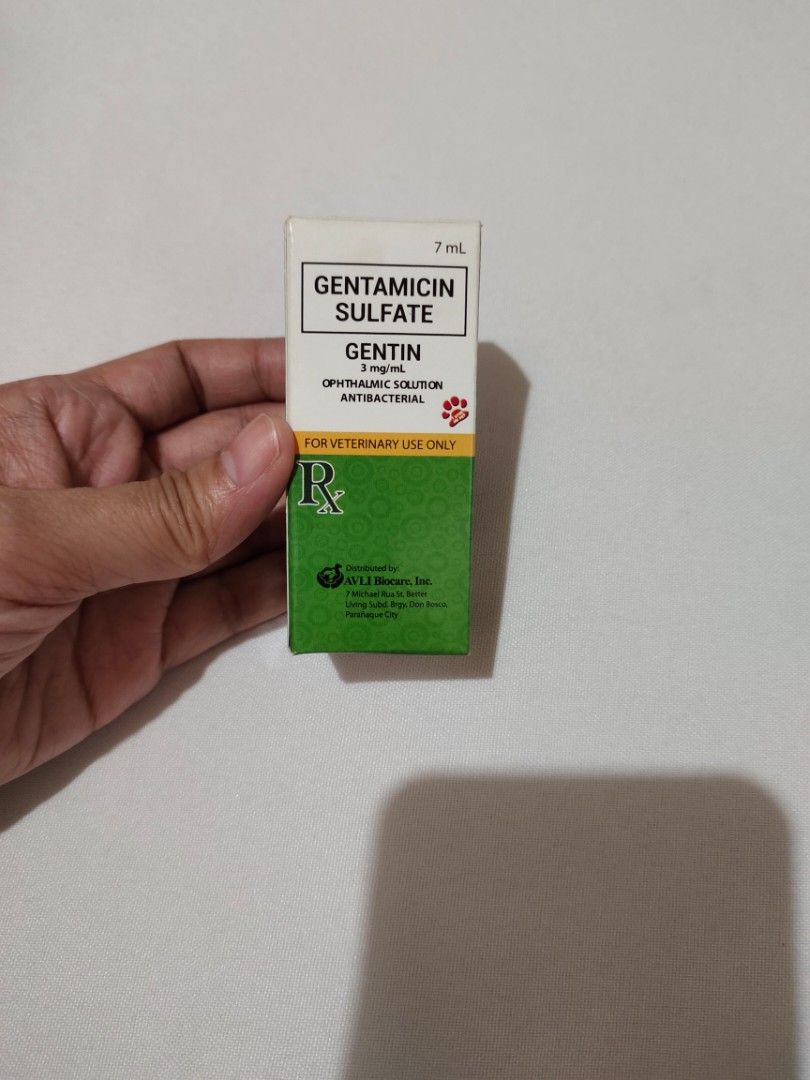 7 mL
GENTAMICIN
SULFATE
GENTIN
3 mg/mL
OPHTHALMIC SOLUTION
ANTIBACTERIAL
FOR VETERINARY USE ONLY
Rx
Distributed by:
AVLI Biocare, Inc.
7 Michael Rua St. Better
Living Subd. Brgy. Don Bosco,
Parañaque City